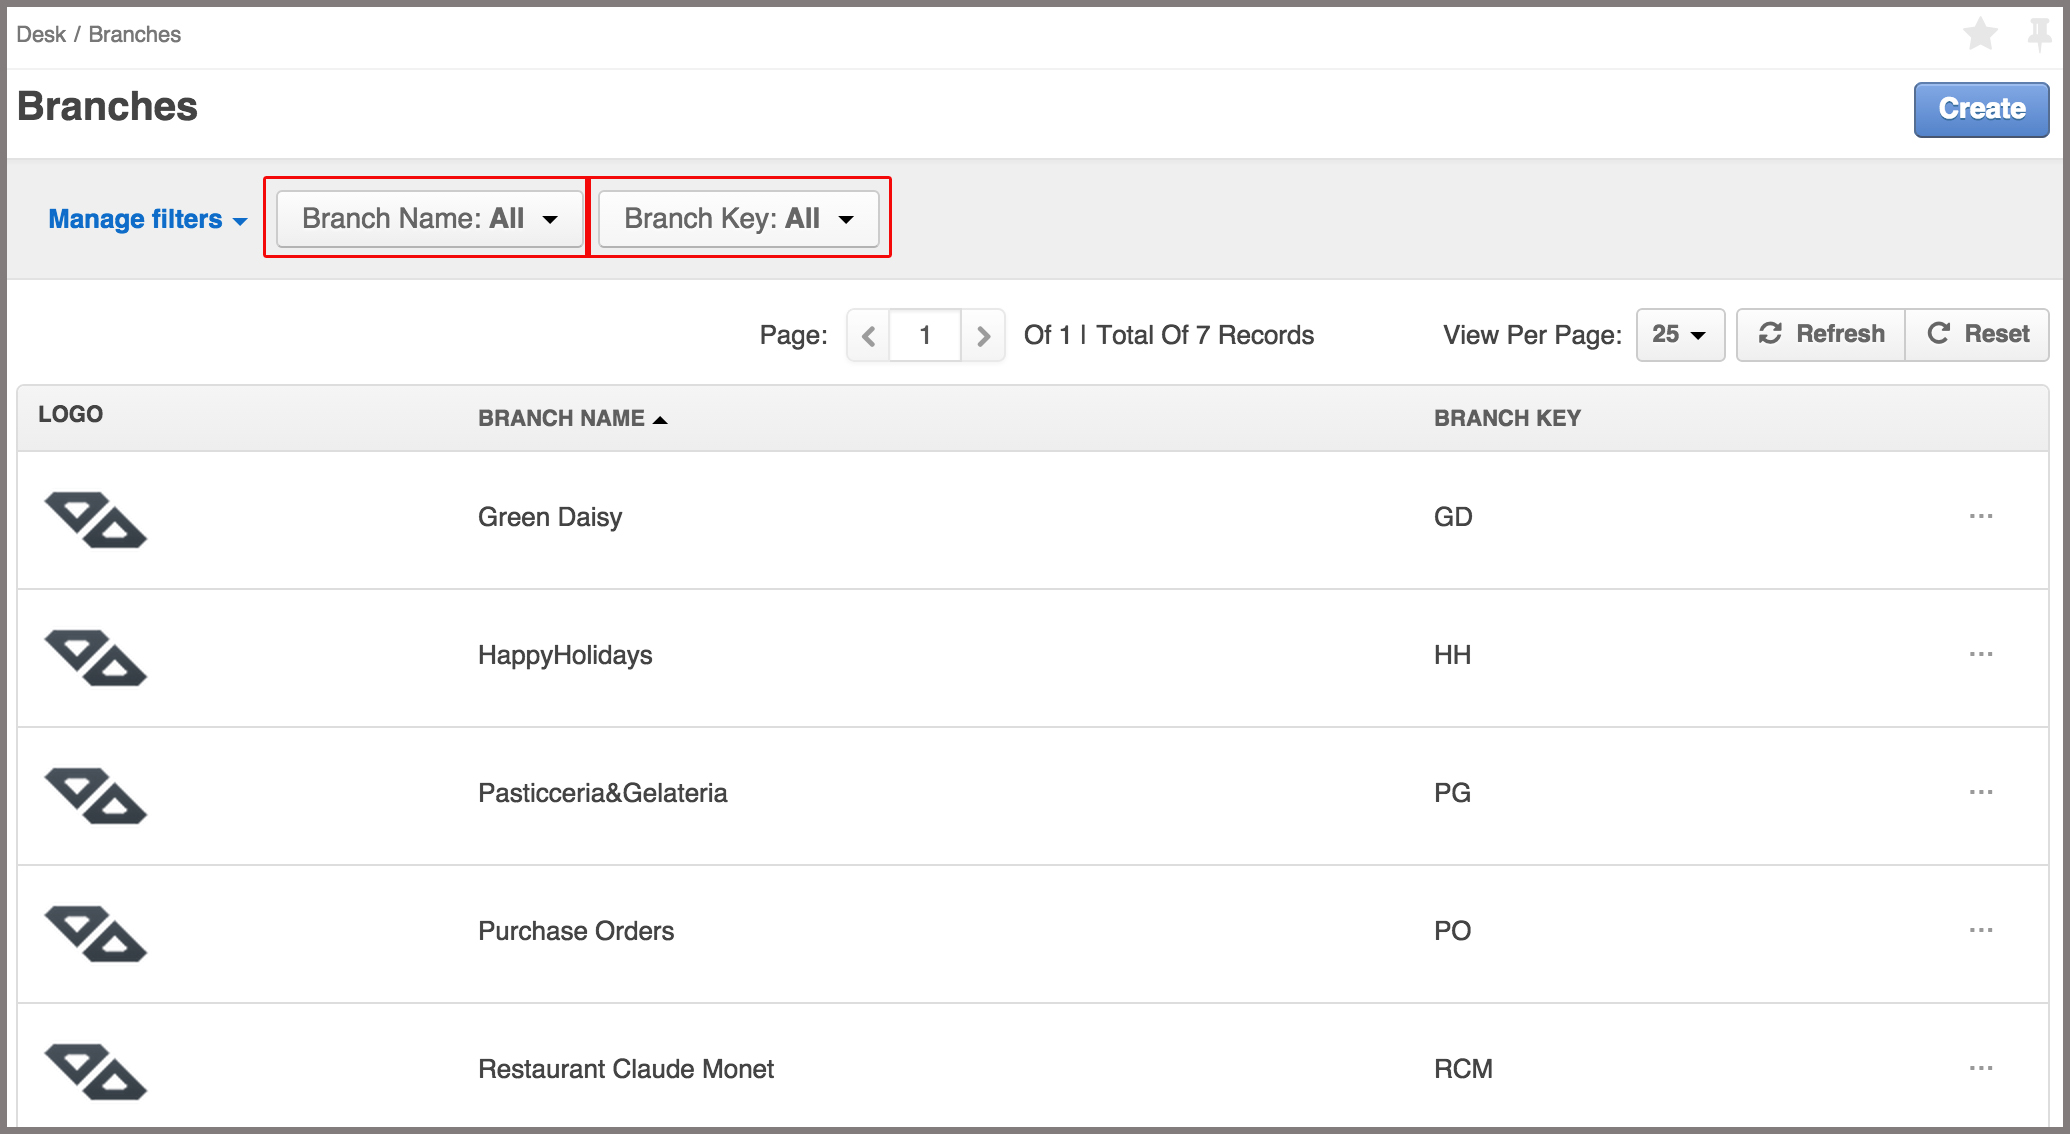 Desk / Branches
Branches
Create
Manage filters Branch Name: All Branch Key: All
Page: 1 Of 1 | Total Of 7 Records View Per Page: 25 Refresh Reset
LOGO BRANCH NAME BRANCH KEY
Green Daisy GD ...
HappyHolidays HH ...
Pasticceria&Gelateria PG ...
Purchase Orders PO ...
Restaurant Claude Monet RCM ...